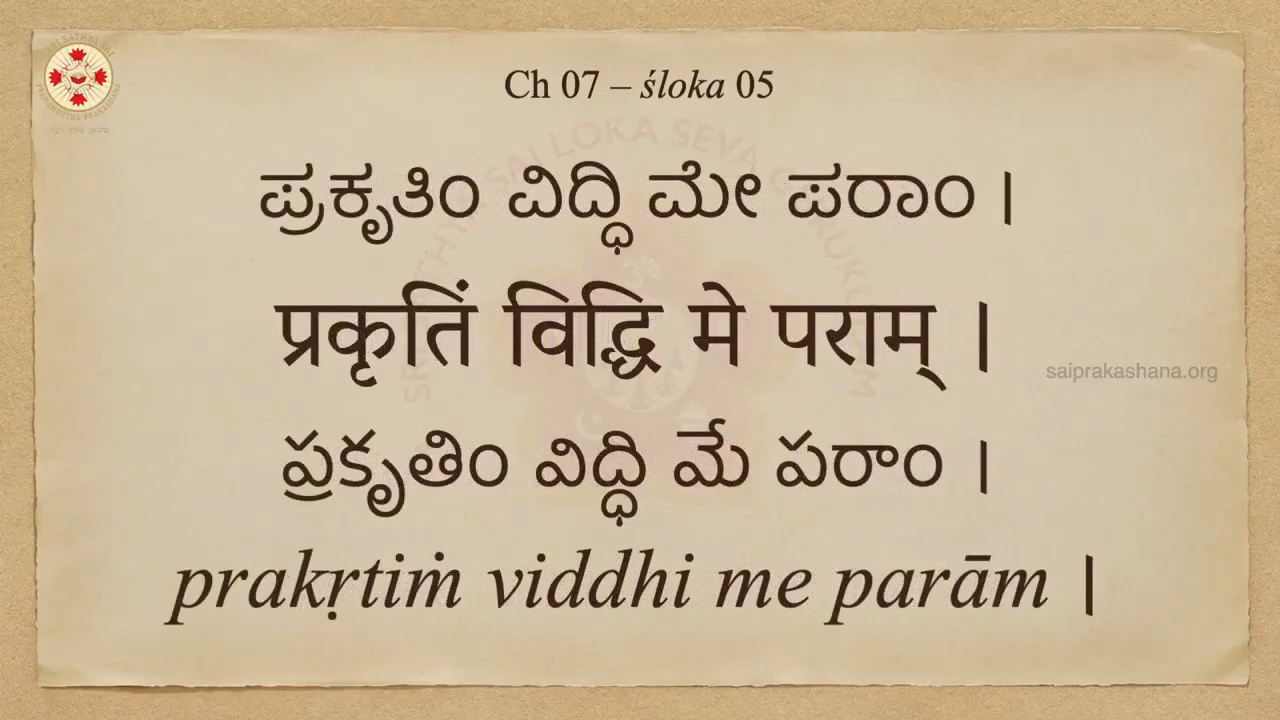 Ch 07 – śloka 05
ಪ್ರಕೃತಿಂ ವಿದ್ಧಿ ಮೇ ಪರಾಂ ।
प्रकृतिं विद्धि मे पराम् ।
ప్రకృతిం విద్ధి మే పరాం ।
prakṛtiṁ viddhi me parām |
saiprakashana.org